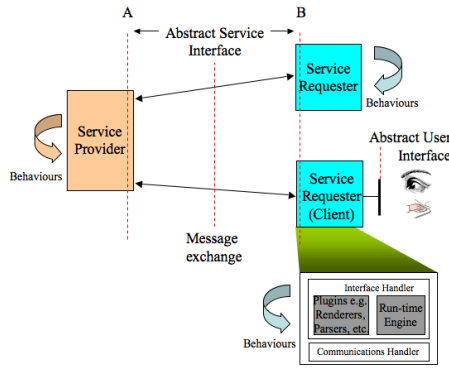 A
B
Abstract Service
Interface
Service
Requester
Behaviours
Service
Provider
Behaviours
Abstract User
Interface
Service
Requester
(Client)
Message
exchange
Interface Handler
Plugins e.g.
Renderers,
Parsers, etc.
Run-time
Engine
Behaviours
Communications Handler